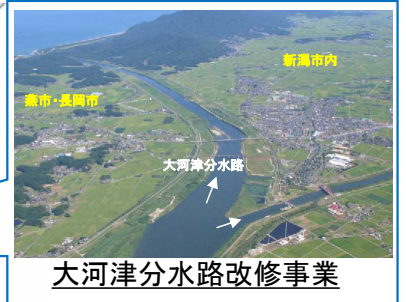 新潟市内
燕市・長岡市
大河津分水路
大河津分水路改修事業